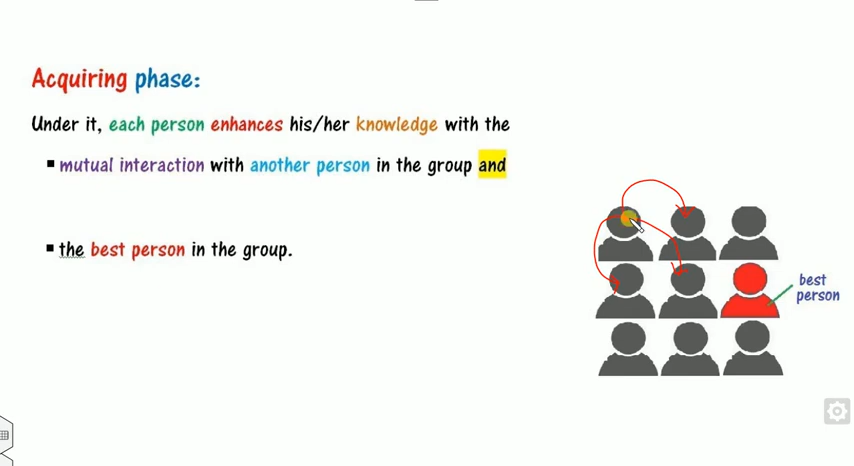 Acquiring phase:
Under it, each person enhances his/her knowledge with the
▪ mutual interaction with another person in the group and
▪ the best person in the group.
best
person